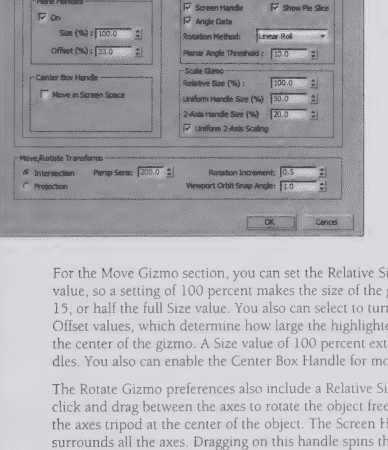 Plane Handles
Screen Handle Show Pie Slice
On
Angle Data
Size (%) : 100.0
Rotation Method: Linear Roll
Offset (%) : 33.0
Planar Angle Threshold : 10.0
Scale Gizmo
Center Box Handle
Relative Size (%) : 100.0
Move in Screen Space
Uniform Handle Size (%) 50.0
2-Axis Handle Size (%) 20.0
Uniform 2-Axis Scaling
Move/Rotate Transforms
Intersection Persp Sens: 200.0 Rotation Increment: 0.5
Projection Viewport Orbit Snap Angle: 1.0
OK Cancel
For the Move Gizmo section, you can set the Relative Si
value, so a setting of 100 percent makes the size of the g
15, or half the full Size value. You also can select to turn
Offset values, which determine how large the highlighte
the center of the gizmo. A Size value of 100 percent ext
dles. You also can enable the Center Box Handle for mo
The Rotate Gizmo preferences also include a Relative Si
click and drag between the axes to rotate the object free
the axes tripod at the center of the object. The Screen H
surrounds all the axes. Dragging on this handle spins th